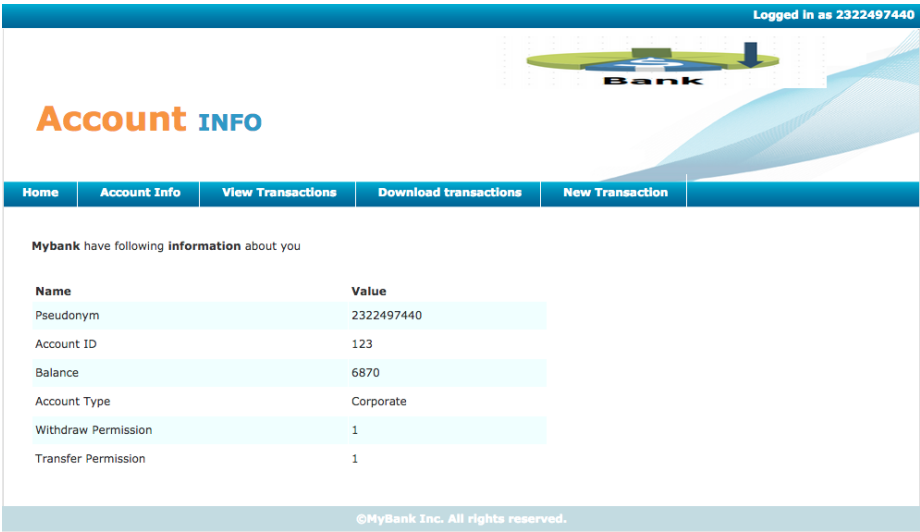 Logged in as 2322497440
Bank
Account INFO
Home Account Info View Transactions Download transactions New Transaction
Mybank have following information about you
Name Value
Pseudonym 2322497440
Account ID 123
Balance 6870
Account Type Corporate
Withdraw Permission 1
Transfer Permission 1
©MyBank Inc. All rights reserved.